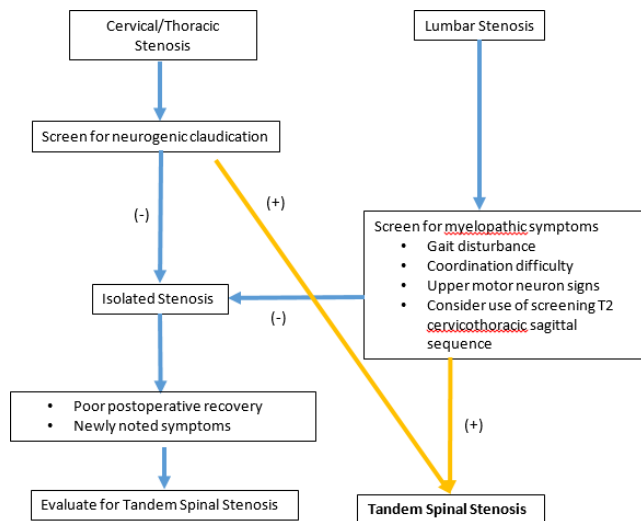 Cervical/Thoracic
Stenosis
Lumbar Stenosis
Screen for neurogenic claudication
(-)
(+)
Screen for myelopathic symptoms
• Gait disturbance
• Coordination difficulty
• Upper motor neuron signs
• Consider use of screening T2
cervicothoracic sagittal
sequence
Isolated Stenosis
(-)
• Poor postoperative recovery
• Newly noted symptoms
(+)
Evaluate for Tandem Spinal Stenosis
Tandem Spinal Stenosis